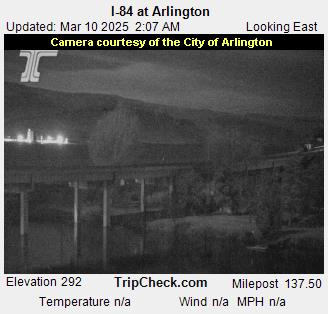 I-84 at Arlington
Updated: Mar 10 2025 2:07 AM Looking East
Camera courtesy of the City of Arlington
Elevation 292 TripCheck.com Milepost 137.50
Temperature n/a Wind n/a MPH n/a